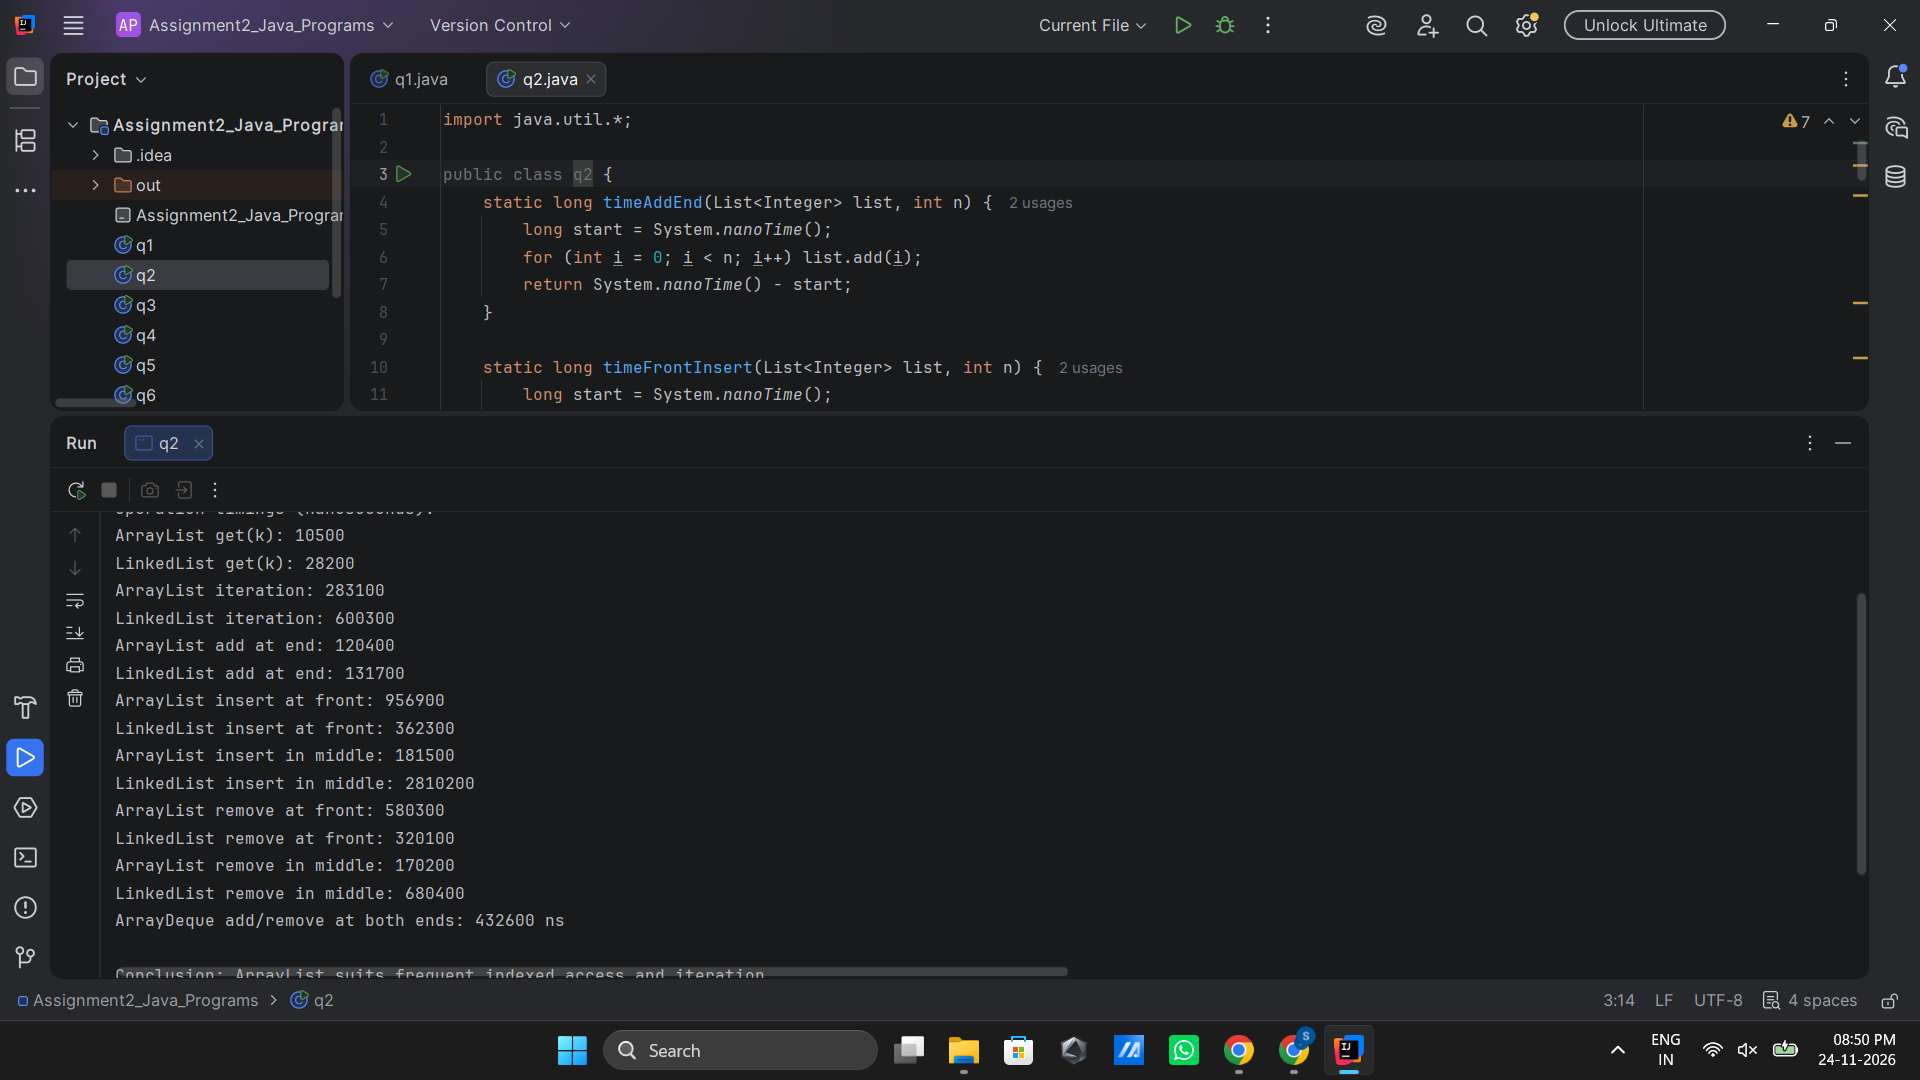 AP Assignment2_Java_Programs Version Control Current File Unlock Ultimate
Project
Assignment2_Java_Progra
.idea
out
Assignment2_Java_Progra
q1
q2
q3
q4
q5
q6
q1.java q2.java
7
1 import java.util.*;
2
3 public class q2 {
4 static long timeAddEnd(List<Integer> list, int n) { 2 usages
5 long start = System.nanoTime();
6 for (int i = 0; i < n; i++) list.add(i);
7 return System.nanoTime() - start;
8 }
9
10 static long timeFrontInsert(List<Integer> list, int n) { 2 usages
11 long start = System.nanoTime();
Run q2
ArrayList get(k): 10500
LinkedList get(k): 28200
ArrayList iteration: 283100
LinkedList iteration: 600300
ArrayList add at end: 120400
LinkedList add at end: 131700
ArrayList insert at front: 956900
LinkedList insert at front: 362300
ArrayList insert in middle: 181500
LinkedList insert in middle: 2810200
ArrayList remove at front: 580300
LinkedList remove at front: 320100
ArrayList remove in middle: 170200
LinkedList remove in middle: 680400
ArrayDeque add/remove at both ends: 432600 ns
Conclusion: ArrayList suits frequent indexed access and iteration
Assignment2_Java_Programs > q2 3:14 LF UTF-8 4 spaces
Search
S
ENG
IN
08:50 PM
24-11-2026